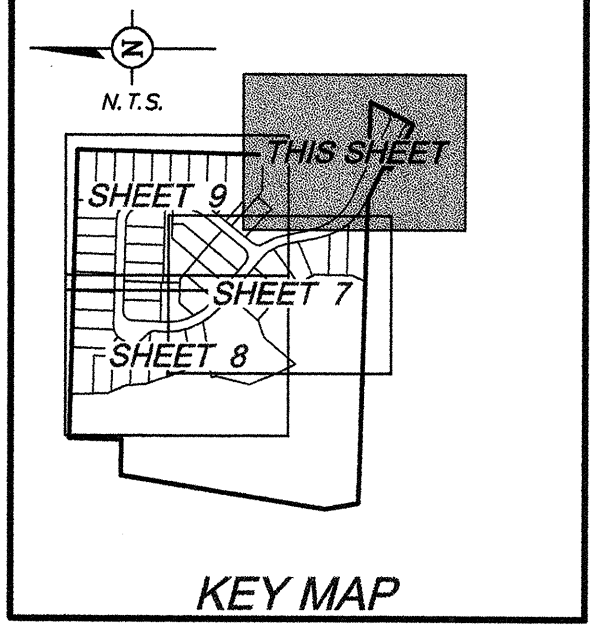 N
N.T.S.
THIS SHEET
SHEET 9
SHEET 7
SHEET 8
KEY MAP